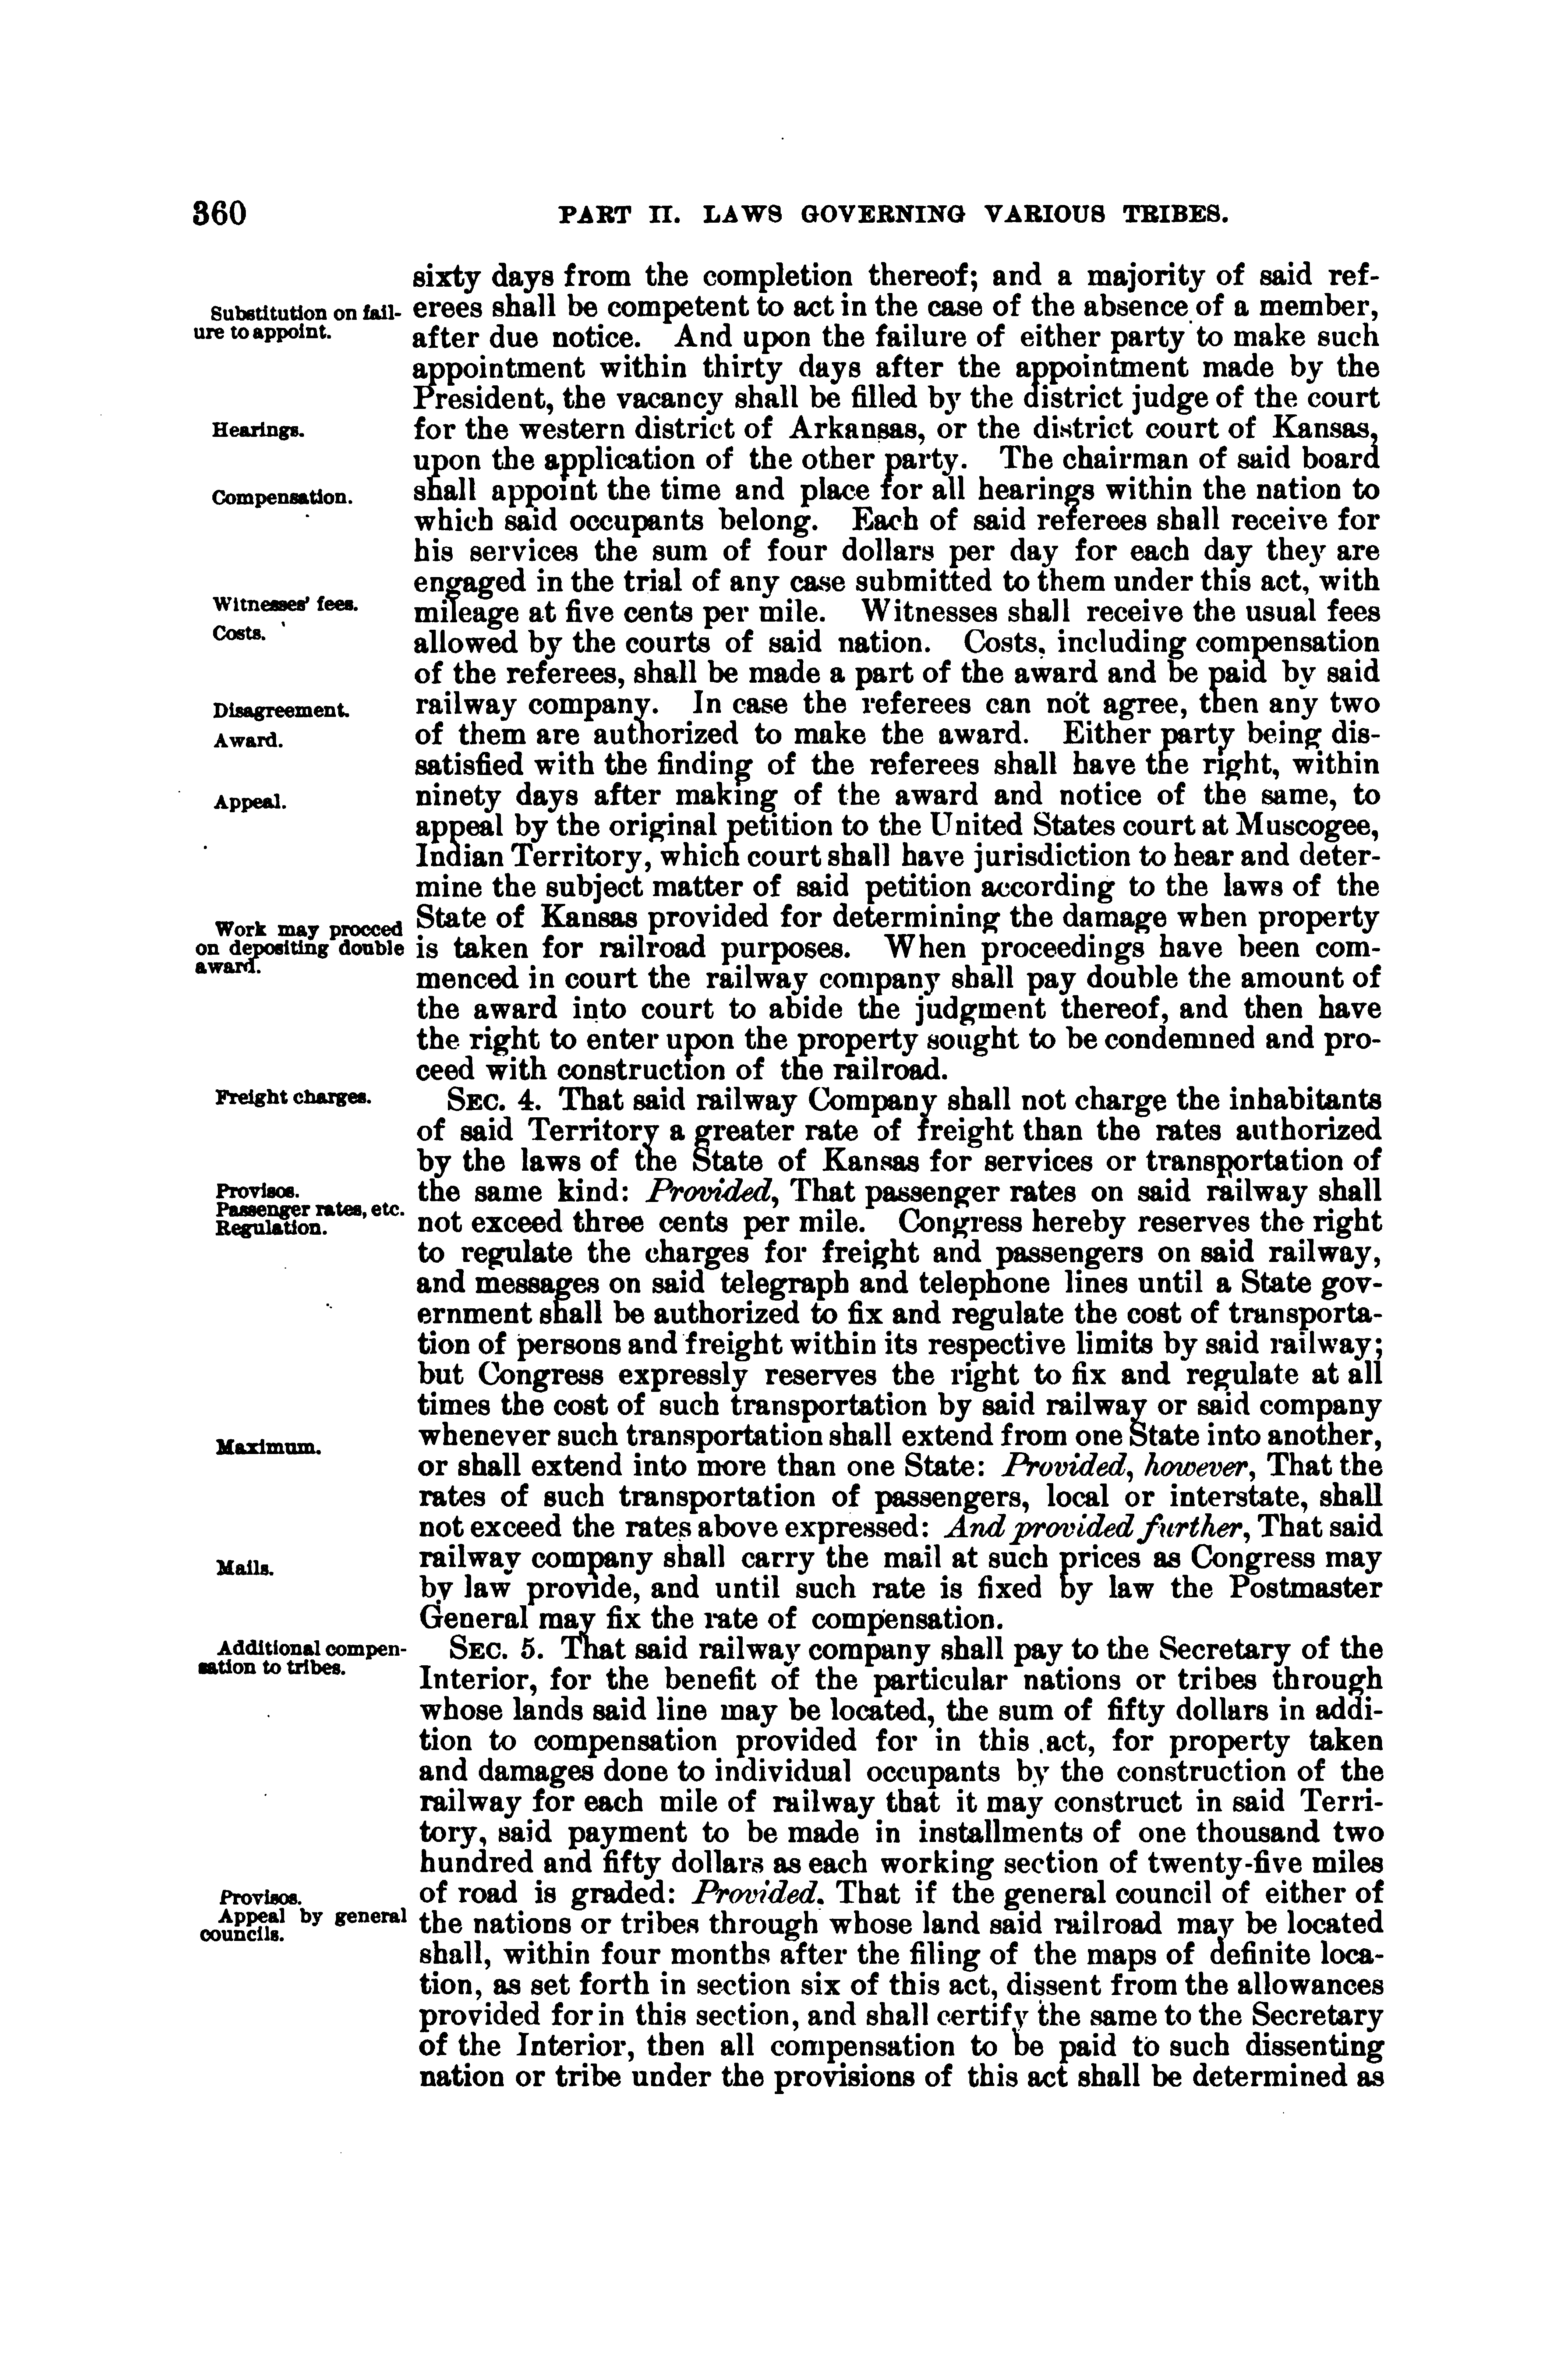 360
PART II. LAWS GOVERNING VARIOUS TRIBES.
sixty days from the completion thereof; and a majority of said ref-
Substitution on fail-
ure to appoint.
erees shall be competent to act in the case of the absence of a member,
after due notice. And upon the failure of either party to make such
appointment within thirty days after the appointment made by the
President, the vacancy shall be filled by the district judge of the court
Hearings.
for the western district of Arkansas, or the district court of Kansas,
upon the application of the other party. The chairman of said board
Compensation.
shall appoint the time and place for all hearings within the nation to
which said occupants belong. Each of said referees shall receive for
his services the sum of four dollars per day for each day they are
engaged in the trial of any case submitted to them under this act, with
Witnesses' fees.
mileage at five cents per mile. Witnesses shall receive the usual fees
Costs.
allowed by the courts of said nation. Costs, including compensation
of the referees, shall be made a part of the award and be paid by said
Disagreement.
railway company. In case the referees can not agree, then any two
Award.
of them are authorized to make the award. Either party being dis-
satisfied with the finding of the referees shall have the right, within
Appeal.
ninety days after making of the award and notice of the same, to
appeal by the original petition to the United States court at Muscogee,
Indian Territory, which court shall have jurisdiction to hear and deter-
mine the subject matter of said petition according to the laws of the
Work may proceed
on depositing double
award.
State of Kansas provided for determining the damage when property
is taken for railroad purposes. When proceedings have been com-
menced in court the railway company shall pay double the amount of
the award into court to abide the judgment thereof, and then have
the right to enter upon the property sought to be condemned and pro-
ceed with construction of the railroad.
Freight charges.
SEC. 4. That said railway Company shall not charge the inhabitants
of said Territory a greater rate of freight than the rates authorized
by the laws of the State of Kansas for services or transportation of
Provisos.
Passenger rates, etc.
Regulation.
the same kind: Provided, That passenger rates on said railway shall
not exceed three cents per mile. Congress hereby reserves the right
to regulate the charges for freight and passengers on said railway,
and messages on said telegraph and telephone lines until a State gov-
ernment shall be authorized to fix and regulate the cost of transporta-
tion of persons and freight within its respective limits by said railway;
but Congress expressly reserves the right to fix and regulate at all
times the cost of such transportation by said railway or said company
Maximum.
whenever such transportation shall extend from one State into another,
or shall extend into more than one State: Provided, however, That the
rates of such transportation of passengers, local or interstate, shall
not exceed the rates above expressed: And provided further, That said
Mails.
railway company shall carry the mail at such prices as Congress may
by law provide, and until such rate is fixed by law the Postmaster
General may fix the rate of compensation.
Additional compen-
sation to tribes.
SEC. 5. That said railway company shall pay to the Secretary of the
Interior, for the benefit of the particular nations or tribes through
whose lands said line may be located, the sum of fifty dollars in addi-
tion to compensation provided for in this act, for property taken
and damages done to individual occupants by the construction of the
railway for each mile of railway that it may construct in said Terri-
tory, said payment to be made in installments of one thousand two
hundred and fifty dollars as each working section of twenty-five miles
Provisos.
Appeal by general
councils.
of road is graded: Provided, That if the general council of either of
the nations or tribes through whose land said railroad may be located
shall, within four months after the filing of the maps of definite loca-
tion, as set forth in section six of this act, dissent from the allowances
provided for in this section, and shall certify the same to the Secretary
of the Interior, then all compensation to be paid to such dissenting
nation or tribe under the provisions of this act shall be determined as